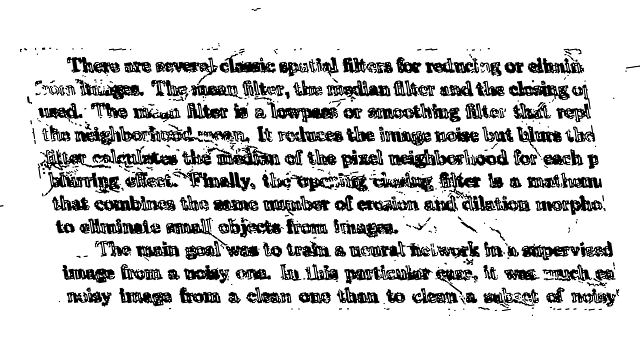 There are several classic spatial filters for reducing or elimin
from images. The mean filter, the median filter and the closing o
used. The mean filter is a lowpass or smoothing filter that repl
the neighborhood mean. It reduces the image noise but blurs the
filter calculates the median of the pixel neighborhood for each p
blurring effect. Finally, the opening closing filter is a mathem
that combines the same number of erosion and dilation morpho
to eliminate small objects from images.
The main goal was to train a neural network in a supervised
image from a noisy one. In this particular case, it was much ea
noisy image from a clean one than to clean a subset of noisy